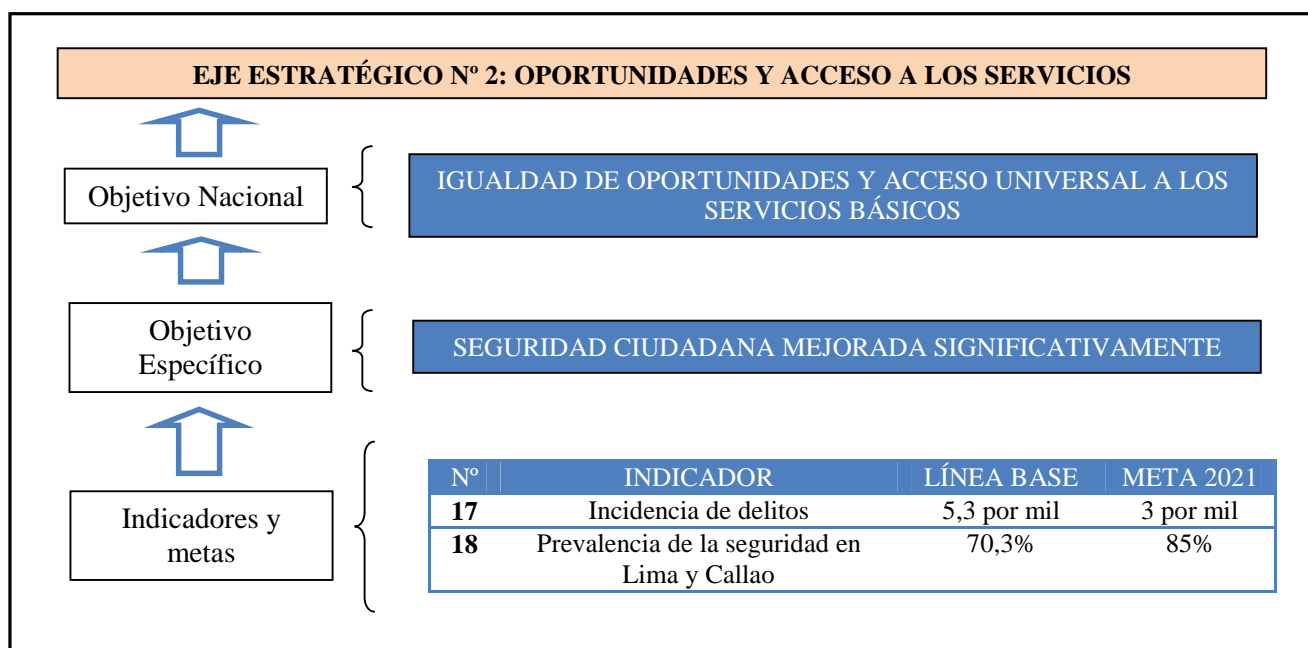 EJE ESTRATÉGICO Nº 2: OPORTUNIDADES Y ACCESO A LOS SERVICIOS
Objetivo Nacional
IGUALDAD DE OPORTUNIDADES Y ACCESO UNIVERSAL A LOS
SERVICIOS BÁSICOS
Objetivo
Específico
SEGURIDAD CIUDADANA MEJORADA SIGNIFICATIVAMENTE
Indicadores y
metas
Nº INDICADOR LÍNEA BASE META 2021
17 Incidencia de delitos 5,3 por mil 3 por mil
18 Prevalencia de la seguridad en 70,3% 85%
Lima y Callao